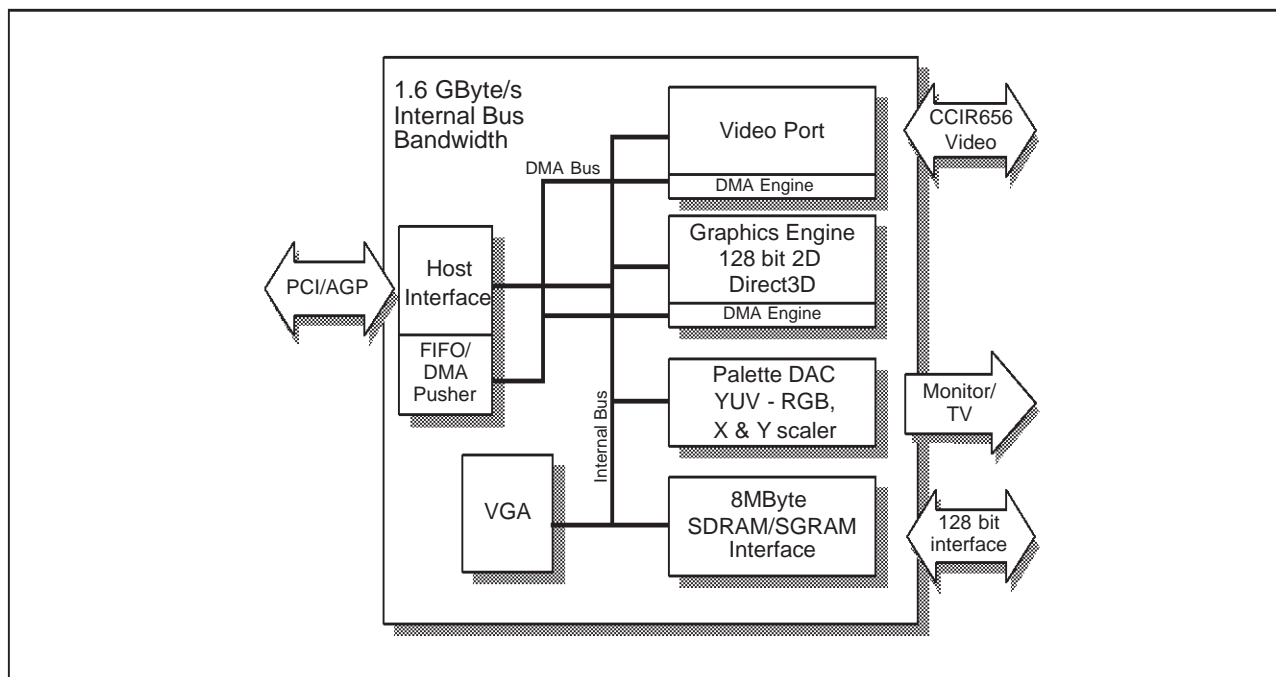 1.6 GByte/s
Internal Bus
Bandwidth
DMA Bus
Video Port
DMA Engine
CCIR656
Video
PCI/AGP
Host
Interface
FIFO/
DMA
Pusher
Graphics Engine
128 bit 2D
Direct3D
DMA Engine
Internal Bus
Palette DAC
YUV - RGB,
X & Y scaler
Monitor/
TV
VGA
8MByte
SDRAM/SGRAM
Interface
128 bit
interface